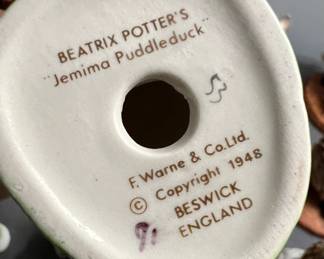 BEATRIX POTTER'S
"Jemima Puddleduck"
F. Warne & Co. Ltd.
© Copyright 1948
BESWICK
ENGLAND